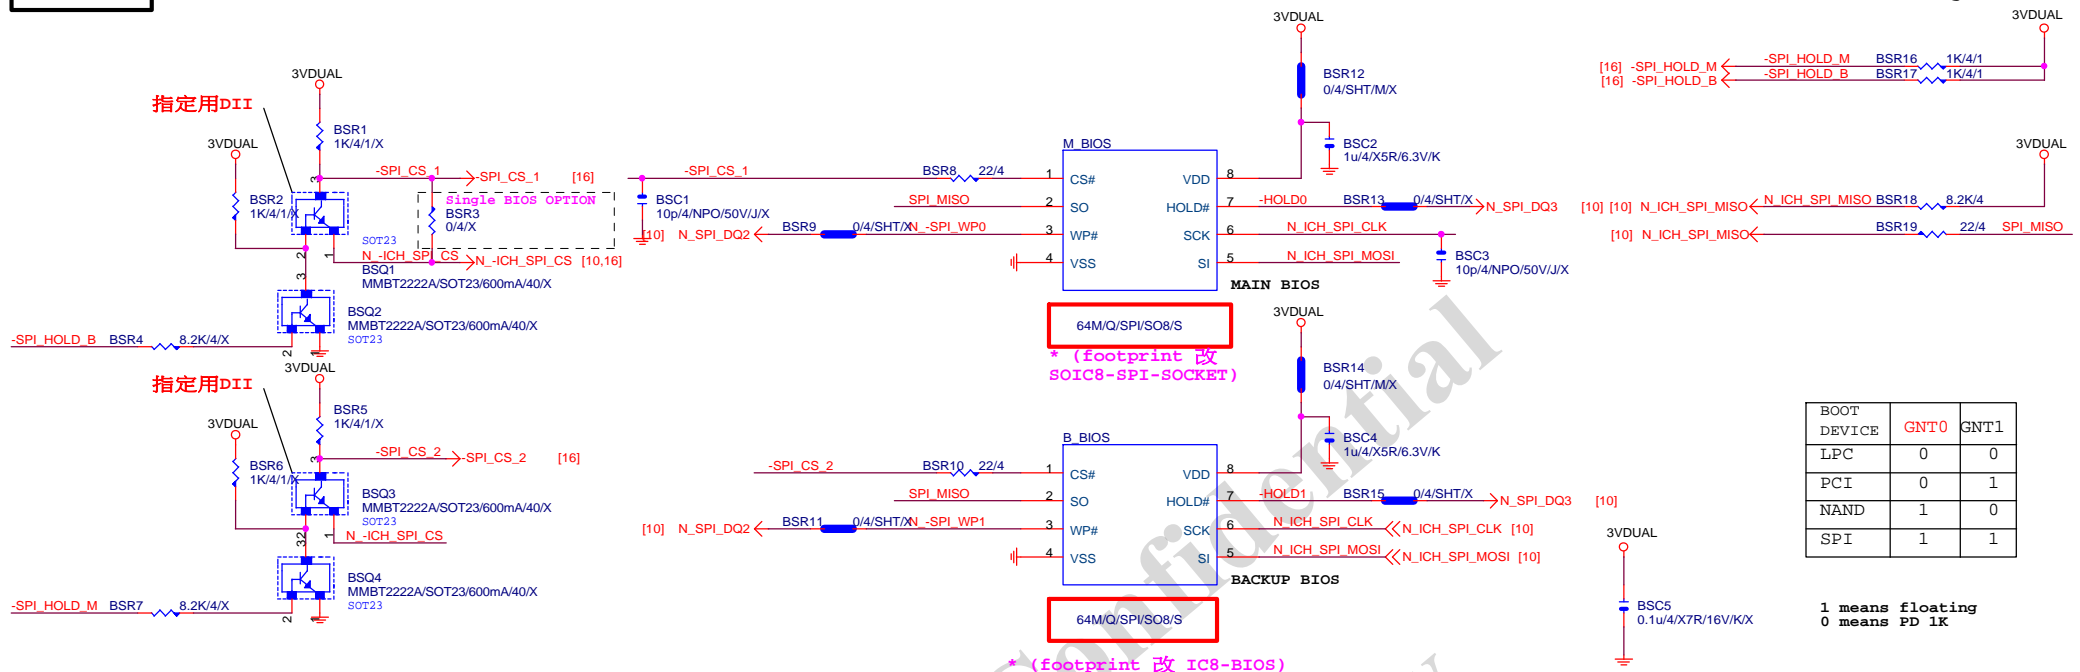 3VDUAL
指定用DII
BSR1
1K/4/1/X
3VDUAL
BSR2
1K/4/1/X
3
-SPI_CS_1
-SPI_CS_1 [16]
Single BIOS OPTION
BSR3
0/4/X
SOT23
2
1
N_-ICH_SPI_CS
N_-ICH_SPI_CS [10,16]
BSQ1
MMBT2222A/SOT23/600mA/40/X
3
BSQ2
MMBT2222A/SOT23/600mA/40/X
SOT23
-SPI_HOLD_B BSR4 8.2K/4/X
2
1
3VDUAL
指定用DII
BSR5
1K/4/1/X
3VDUAL
BSR6
1K/4/1/X
3
-SPI_CS_2
-SPI_CS_2 [16]
BSQ3
MMBT2222A/SOT23/600mA/40/X
SOT23
2
3
1
N_-ICH_SPI_CS
BSQ4
MMBT2222A/SOT23/600mA/40/X
SOT23
-SPI_HOLD_M BSR7 8.2K/4/X
2
1
3VDUAL
BSR12
0/4/SHT/M/X
BSC2
1u/4/X5R/6.3V/K
M_BIOS
-SPI_CS_1 BSR8 22/4 1 CS# VDD 8
BSC1
10p/4/NPO/50V/J/X
SPI_MISO 2 SO HOLD# 7 -HOLD0 BSR13 0/4/SHT/X N_SPI_DQ3 [10]
[10] N_SPI_DQ2 BSR9 0/4/SHT/X N_-SPI_WP0 3 WP# SCK 6 N_ICH_SPI_CLK
4 VSS SI 5 N_ICH_SPI_MOSI
BSC3
10p/4/NPO/50V/J/X
MAIN BIOS
64M/Q/SPI/SO8/S
* (footprint 改
SOIC8-SPI-SOCKET)
3VDUAL
BSR14
0/4/SHT/M/X
BSC4
1u/4/X5R/6.3V/K
B_BIOS
-SPI_CS_2 BSR10 22/4 1 CS# VDD 8
SPI_MISO 2 SO HOLD# 7 -HOLD1 BSR15 0/4/SHT/X N_SPI_DQ3 [10]
[10] N_SPI_DQ2 BSR11 0/4/SHT/X N_-SPI_WP1 3 WP# SCK 6 N_ICH_SPI_CLK N_ICH_SPI_CLK [10]
4 VSS SI 5 N_ICH_SPI_MOSI N_ICH_SPI_MOSI [10]
BACKUP BIOS
64M/Q/SPI/SO8/S
* (footprint 改 IC8-BIOS)
Confidential
3VDUAL
[16] -SPI_HOLD_M -SPI_HOLD_M BSR16 1K/4/1
[16] -SPI_HOLD_B -SPI_HOLD_B BSR17 1K/4/1
3VDUAL
[10] N_ICH_SPI_MISO N_ICH_SPI_MISO BSR18 8.2K/4
[10] N_ICH_SPI_MISO BSR19 22/4 SPI_MISO
BOOT
DEVICE GNT0 GNT1
LPC 0 0
PCI 0 1
NAND 1 0
SPI 1 1
3VDUAL
BSC5
0.1u/4/X7R/16V/K/X
1 means floating
0 means PD 1K